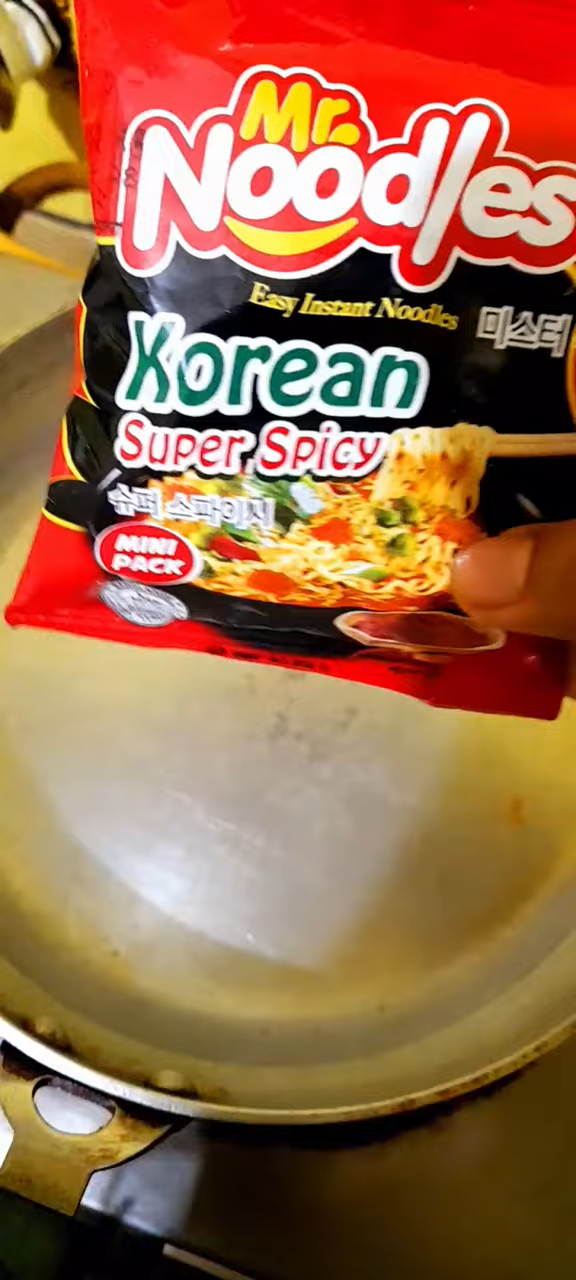 Mr.
Noodles
Easy Instant Noodles
미스터
Korean
Super Spicy
슈퍼 스파이시
MINI
PACK